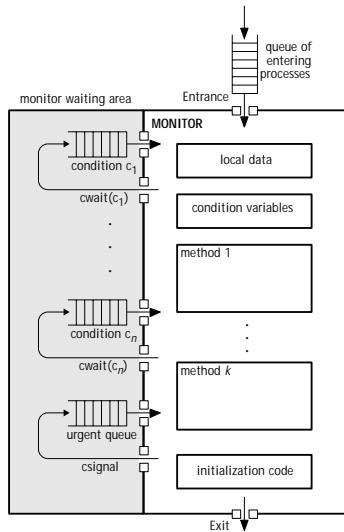 queue of
entering
processes
Entrance
monitor waiting area
MONITOR
condition c1
local data
cwait(c1)
condition variables
method 1
condition cn
cwait(cn)
method k
urgent queue
csignal
initialization code
Exit